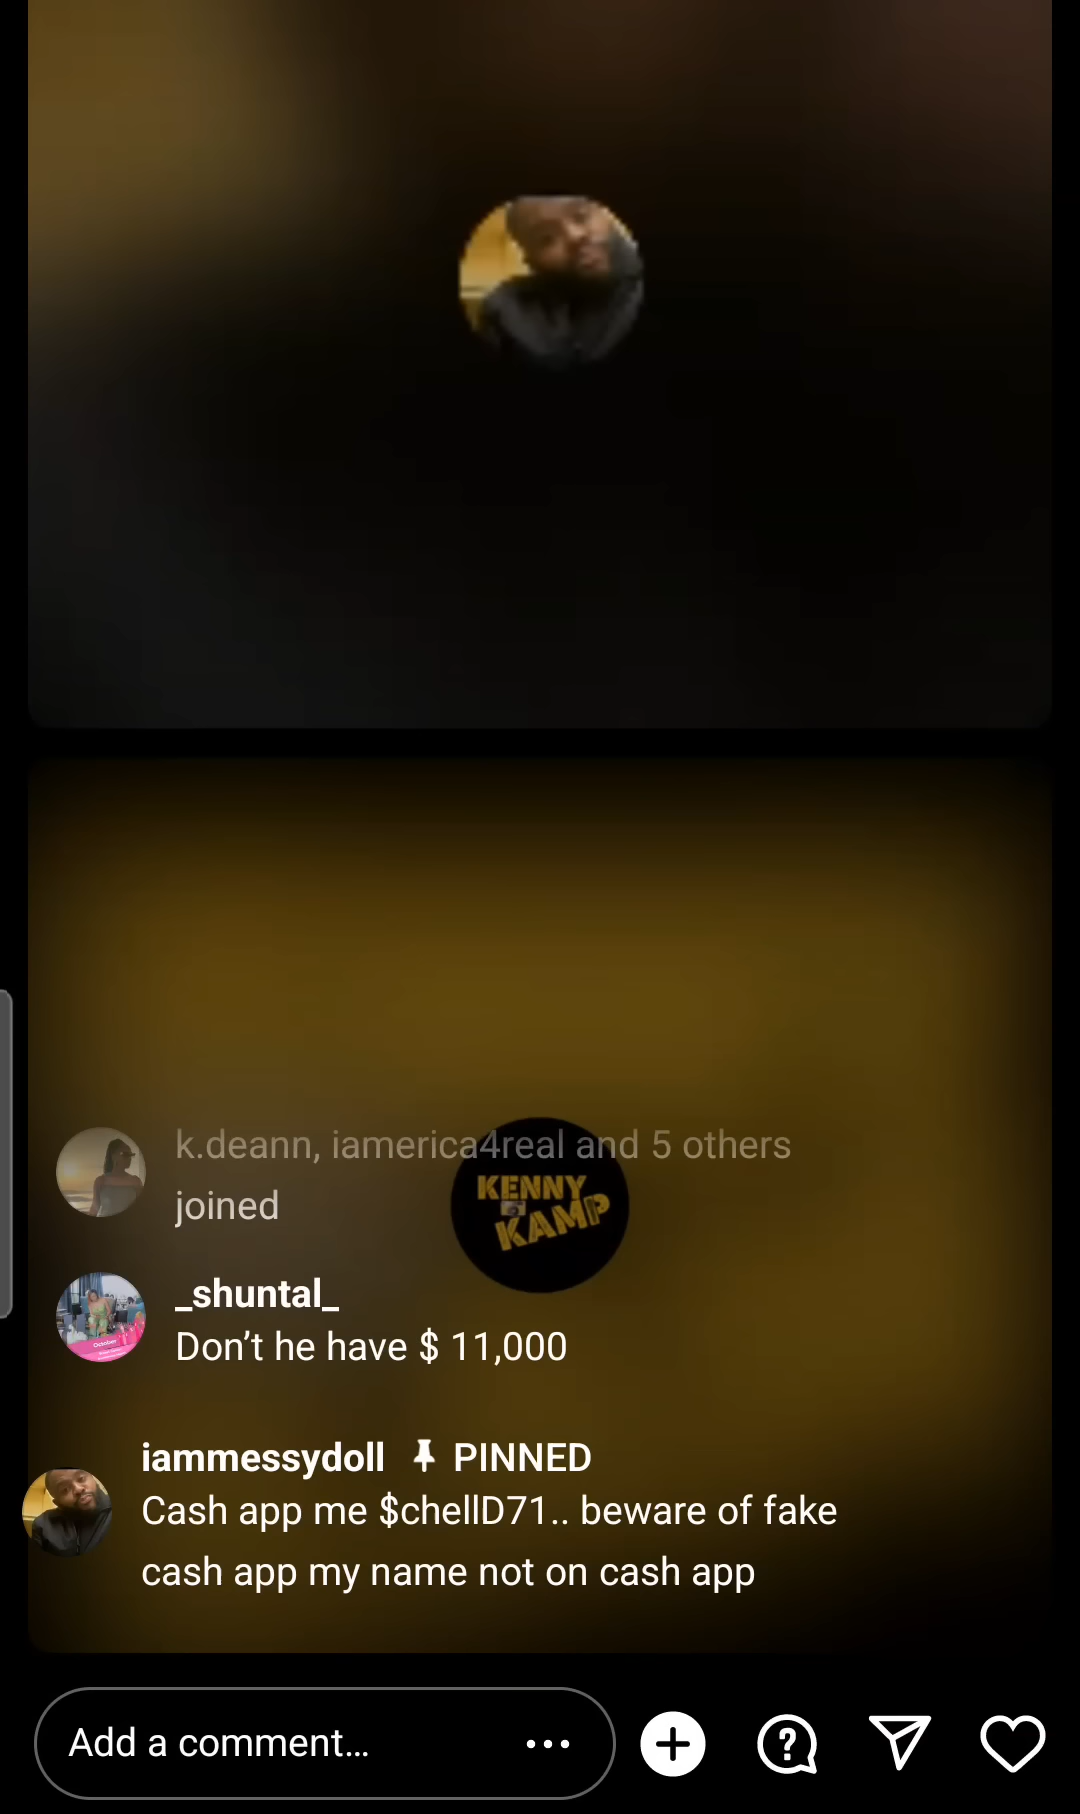 k.deann, iamerica4real and 5 others
joined
KENNY
KAMP
_shuntal_
Don’t he have $ 11,000
October
iammessydoll PINNED
Cash app me $chellD71.. beware of fake
cash app my name not on cash app
Add a comment...